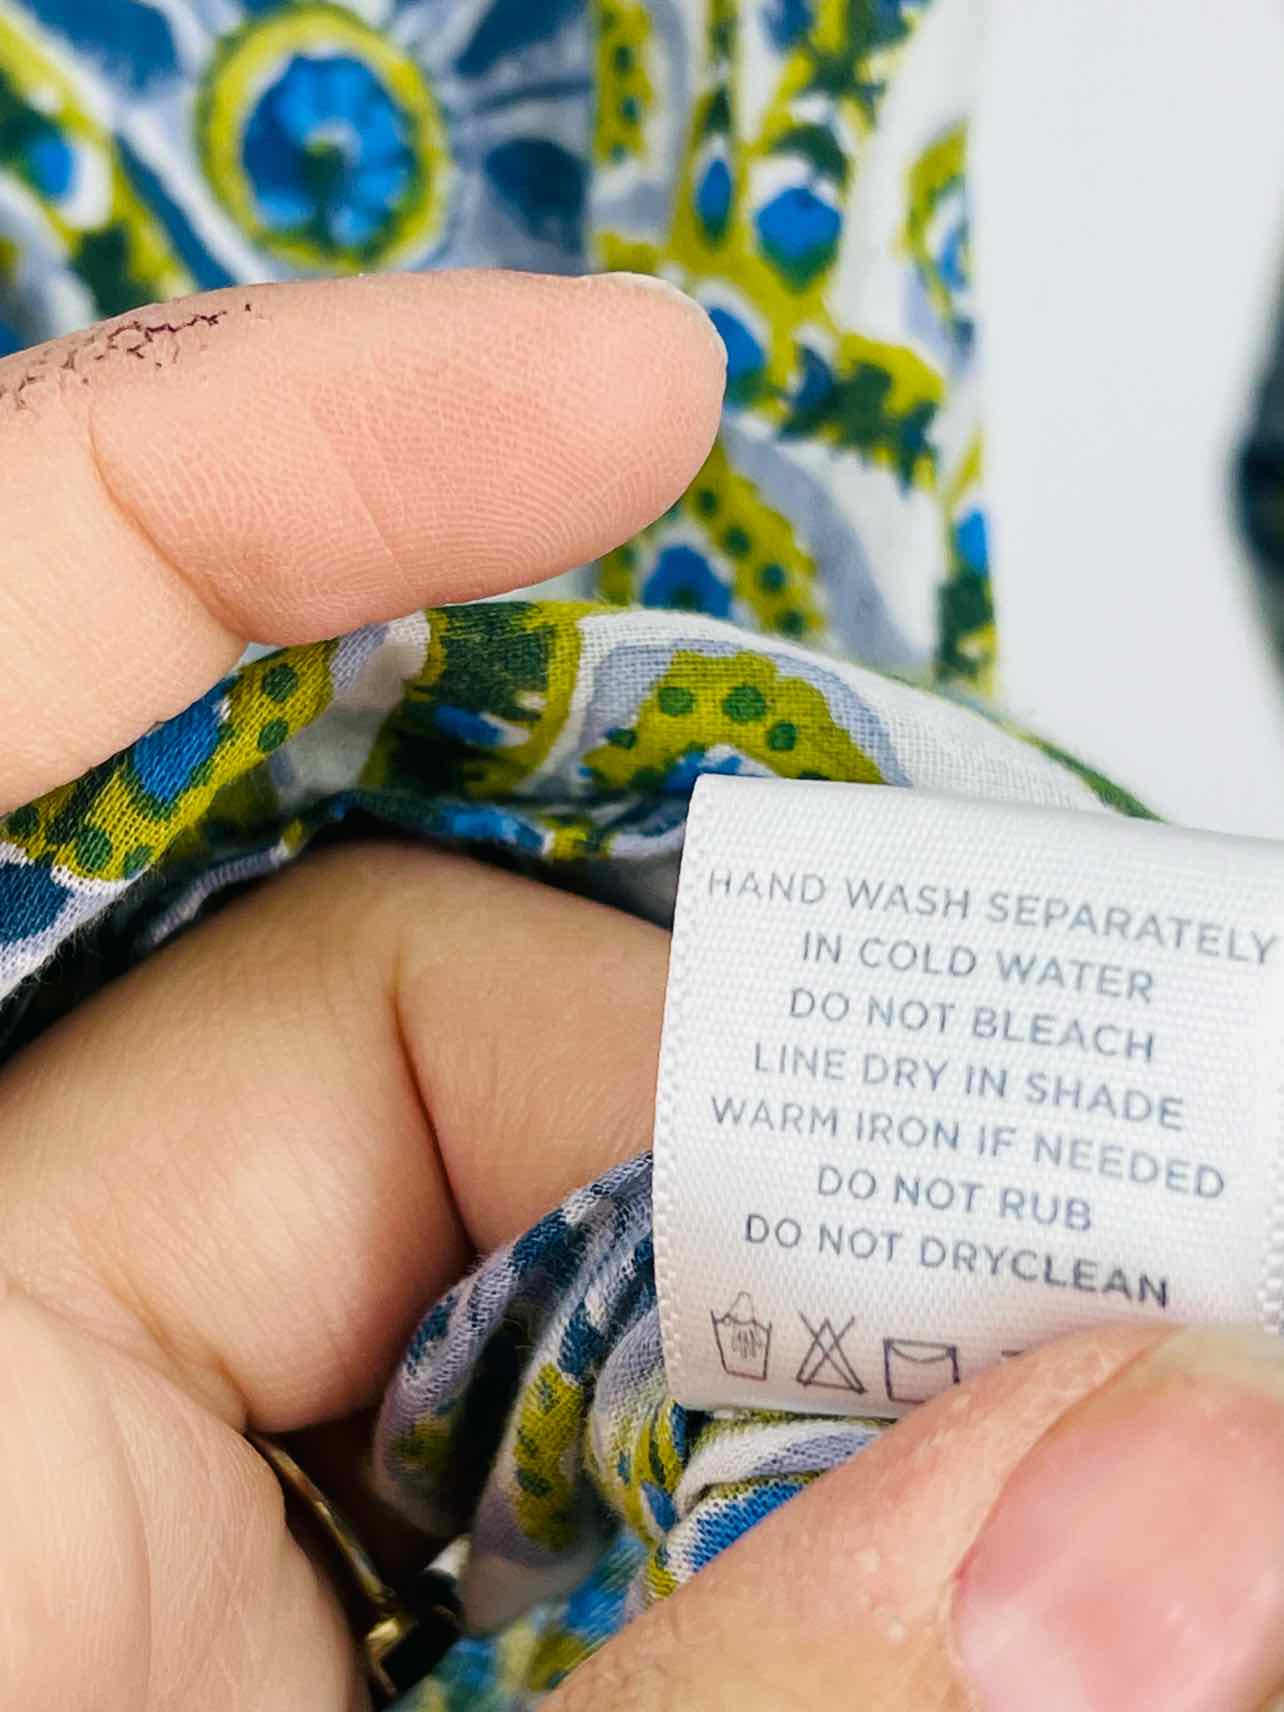 HAND WASH SEPARATELY
IN COLD WATER
DO NOT BLEACH
LINE DRY IN SHADE
WARM IRON IF NEEDED
DO NOT RUB
DO NOT DRYCLEAN